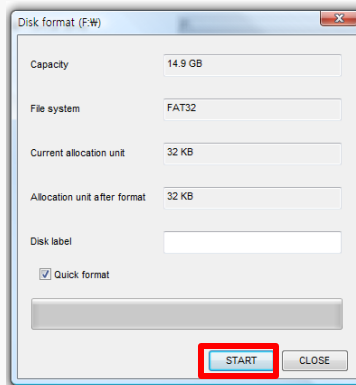 Disk format (F:₩)
Capacity
14.9 GB
File system
FAT32
Current allocation unit
32 KB
Allocation unit after format
32 KB
Disk label
Quick format
START
CLOSE